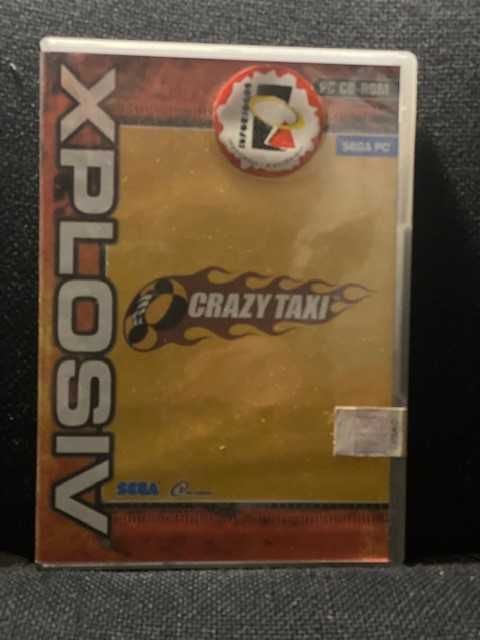 XPLOSIV
PC CD-ROM
SEGA PC
CRAZY TAXI
SEGA